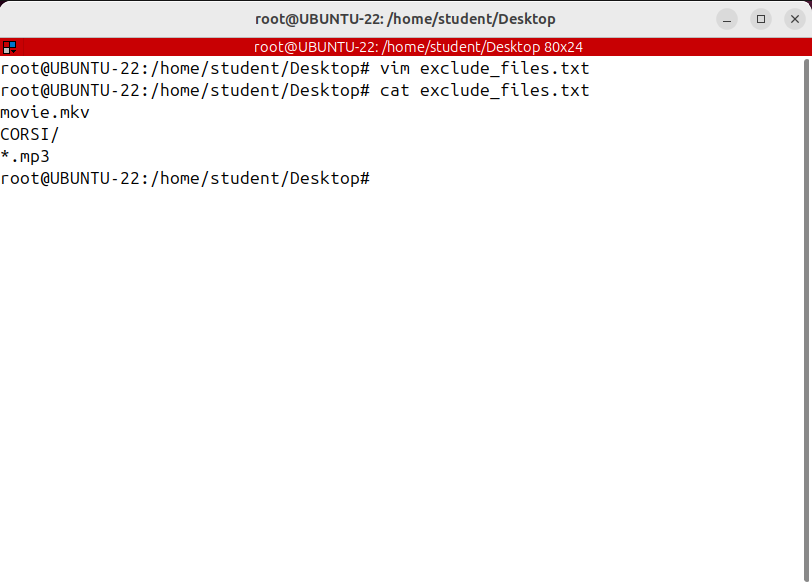 root@UBUNTU-22: /home/student/Desktop
root@UBUNTU-22: /home/student/Desktop 80x24
root@UBUNTU-22:/home/student/Desktop# vim exclude_files.txt
root@UBUNTU-22:/home/student/Desktop# cat exclude_files.txt
movie.mkv
CORSI/
*.mp3
root@UBUNTU-22:/home/student/Desktop#